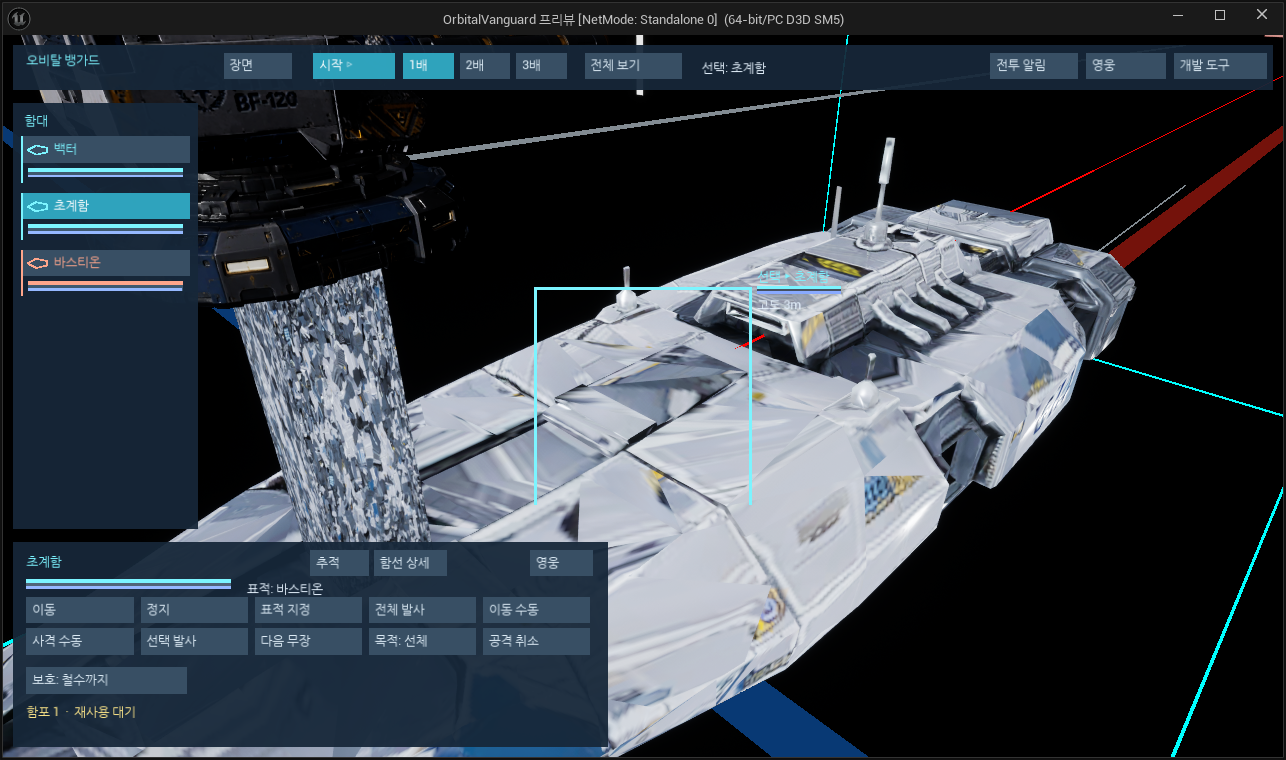 OrbitalVanguard 프리뷰 [NetMode: Standalone 0] (64-bit/PC D3D SM5)
오비탈 뱅가드
장면
시작 ▷
1배
2배
3배
전체 보기
선택: 초계함
전투 알림
영웅
개발 도구
BF-120
함대
백터
초계함
바스티온
선택 · 초계함
고도 3m
초계함
추적
함선 상세
영웅
표적: 바스티온
이동
정지
표적 지정
전체 발사
이동 수동
사격 수동
선택 발사
다음 무장
목적: 선체
공격 취소
보호: 철수까지
함포 1 · 재사용 대기